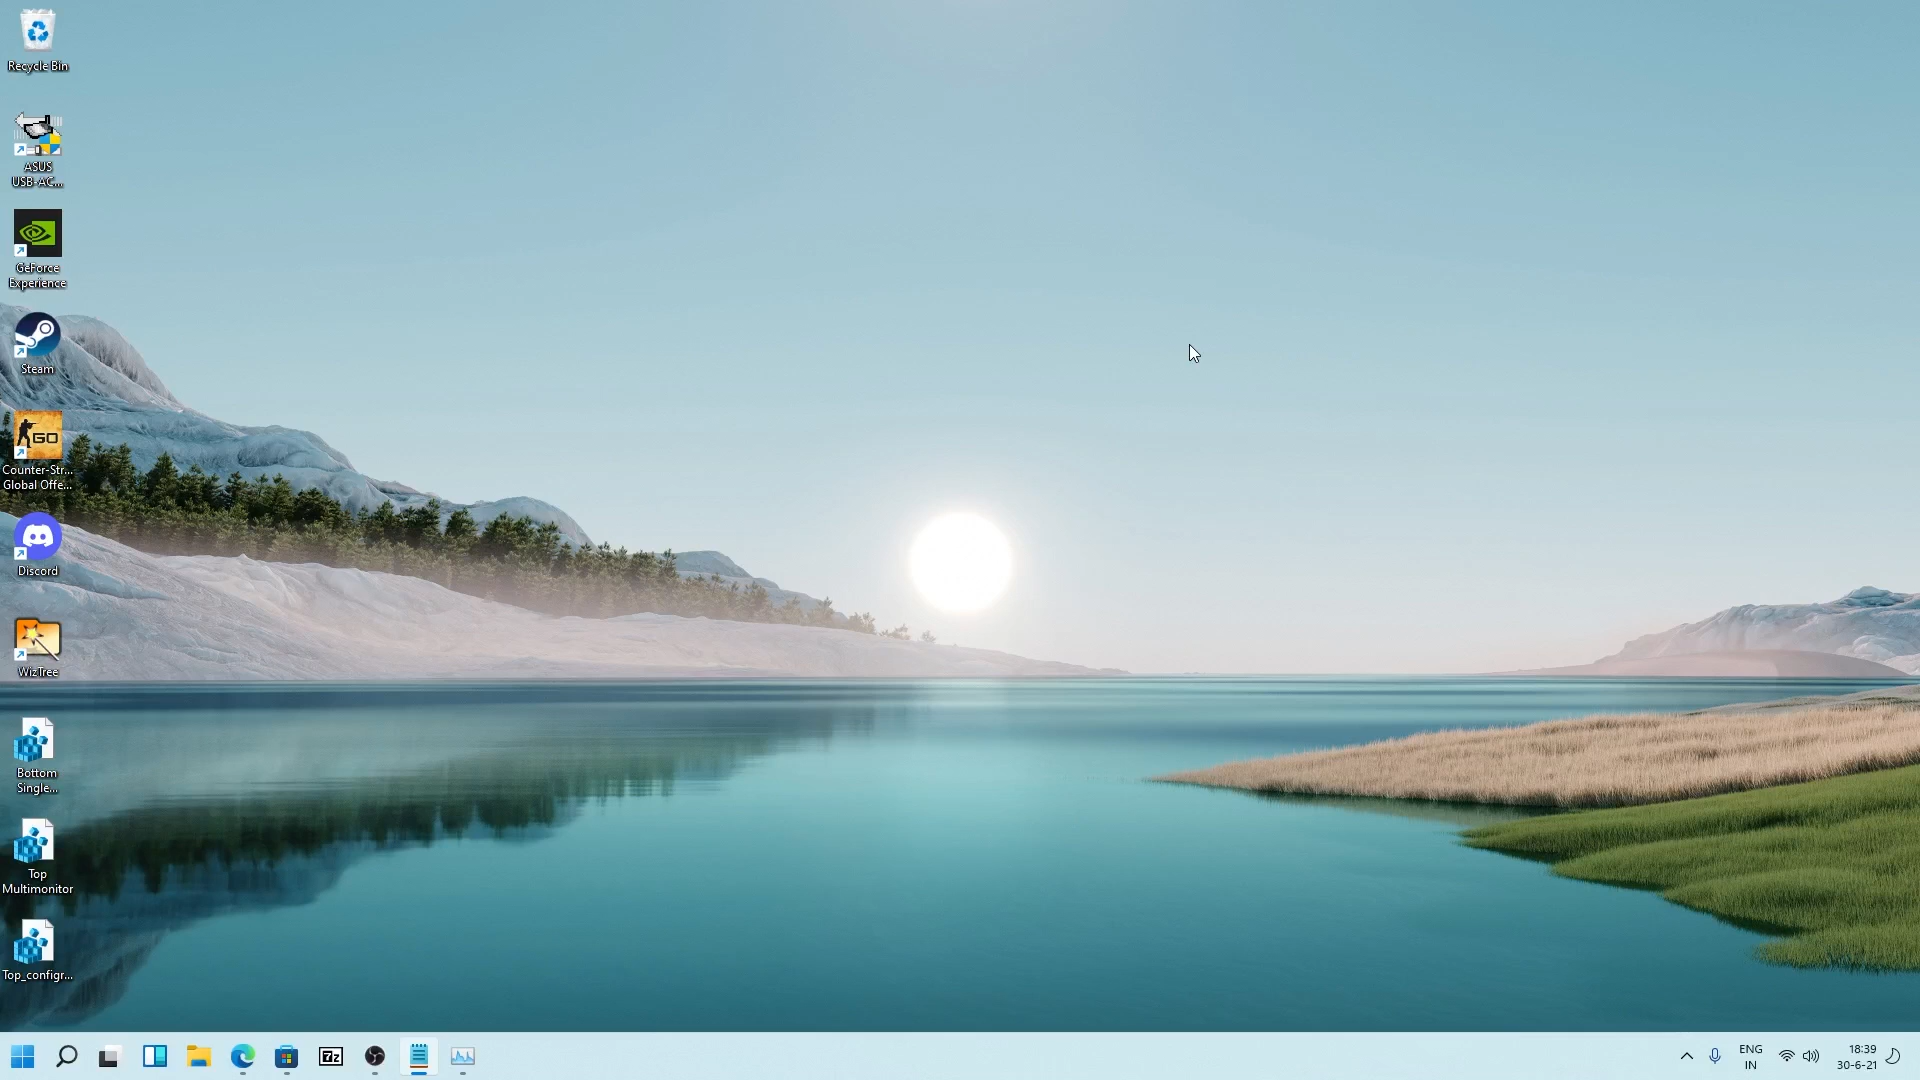 Recycle Bin
ASUS
USB-AC...
GeForce
Experience
Steam
GO
Counter-Str...
Global Offe...
Discord
WizTree
Bottom
Single...
Top
Multimonitor
Top_configr...
7z
ENG
IN
18:39
30-6-21